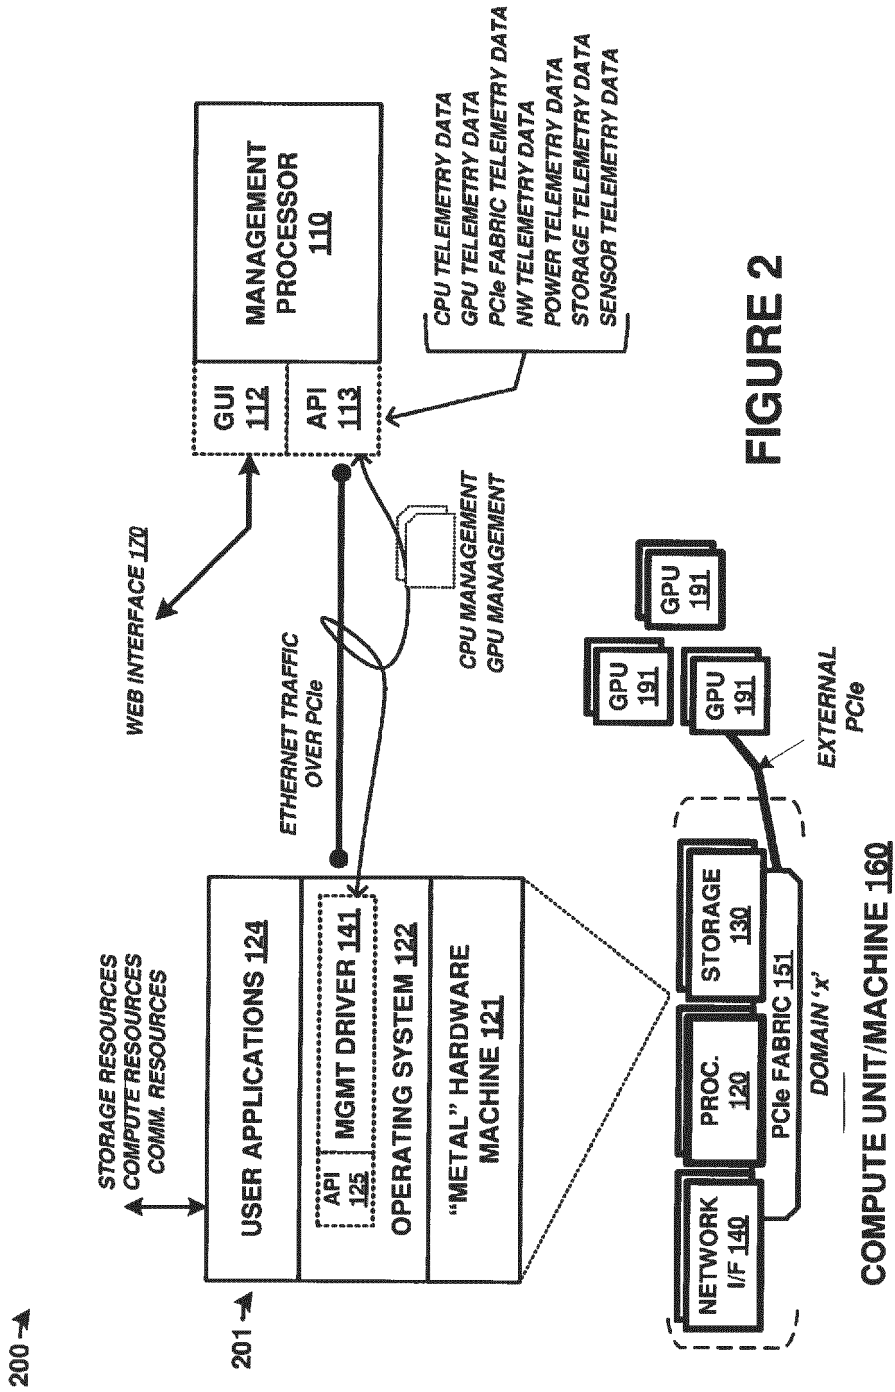 200
201
STORAGE RESOURCES
COMPUTE RESOURCES
COMM. RESOURCES
WEB INTERFACE 170
USER APPLICATIONS 124
API
125
MGMT DRIVER 141
OPERATING SYSTEM 122
"METAL" HARDWARE
MACHINE 121
ETHERNET TRAFFIC
OVER PCIe
GUI
112
API
113
MANAGEMENT
PROCESSOR
110
CPU MANAGEMENT
GPU MANAGEMENT
CPU TELEMETRY DATA
GPU TELEMETRY DATA
PCIe FABRIC TELEMETRY DATA
NW TELEMETRY DATA
POWER TELEMETRY DATA
STORAGE TELEMETRY DATA
SENSOR TELEMETRY DATA
NETWORK
I/F 140
PROC.
120
STORAGE
130
PCIe FABRIC 151
DOMAIN 'x'
GPU
191
GPU
191
GPU
191
EXTERNAL
PCIe
COMPUTE UNIT/MACHINE 160
FIGURE 2